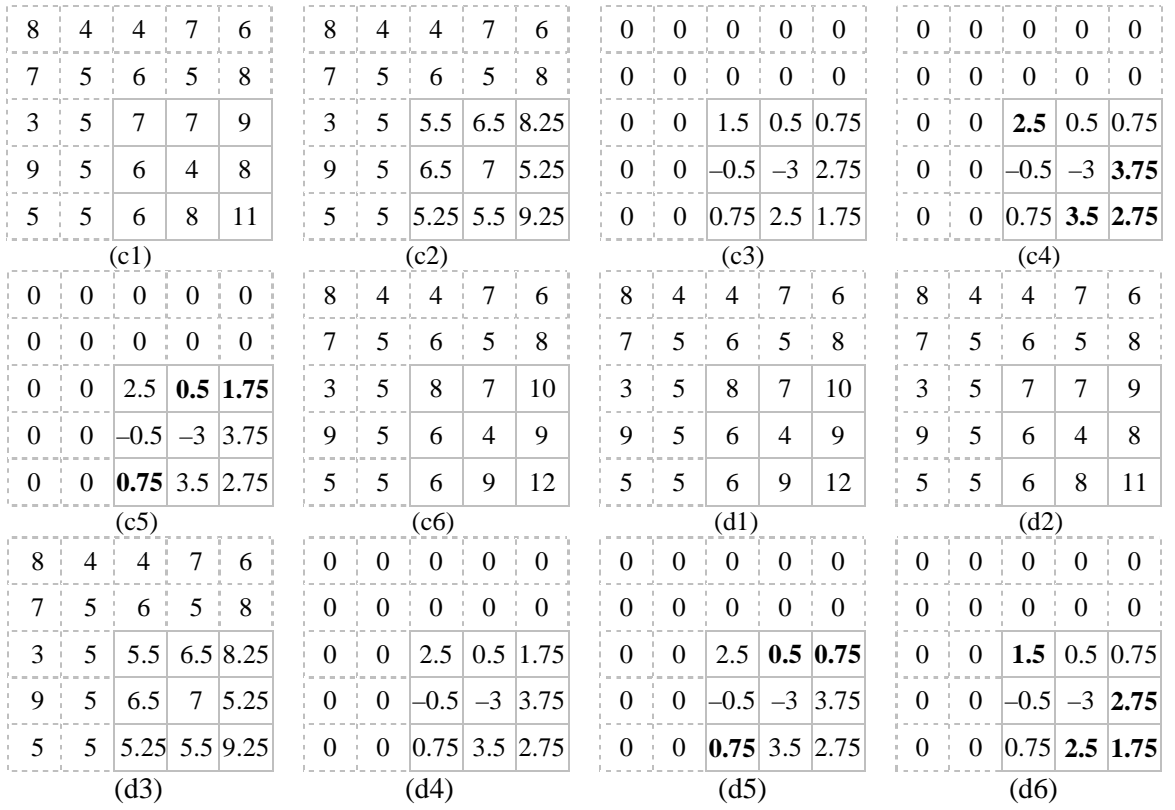 8 4 4 7 6 8 4 4 7 6 0 0 0 0 0 0 0 0 0 0
7 5 6 5 8 7 5 6 5 8 0 0 0 0 0 0 0 0 0 0
3 5 7 7 9 3 5 5.5 6.5 8.25 0 0 1.5 0.5 0.75 0 0 2.5 0.5 0.75
9 5 6 4 8 9 5 6.5 7 5.25 0 0 –0.5 –3 2.75 0 0 –0.5 –3 3.75
5 5 6 8 11 5 5 5.25 5.5 9.25 0 0 0.75 2.5 1.75 0 0 0.75 3.5 2.75
(c1) (c2) (c3) (c4)
0 0 0 0 0 8 4 4 7 6 8 4 4 7 6 8 4 4 7 6
0 0 0 0 0 7 5 6 5 8 7 5 6 5 8 7 5 6 5 8
0 0 2.5 0.5 1.75 3 5 8 7 10 3 5 8 7 10 3 5 7 7 9
0 0 –0.5 –3 3.75 9 5 6 4 9 9 5 6 4 9 9 5 6 4 8
0 0 0.75 3.5 2.75 5 5 6 9 12 5 5 6 9 12 5 5 6 8 11
(c5) (c6) (d1) (d2)
8 4 4 7 6 0 0 0 0 0 0 0 0 0 0 0 0 0 0 0
7 5 6 5 8 0 0 0 0 0 0 0 0 0 0 0 0 0 0 0
3 5 5.5 6.5 8.25 0 0 2.5 0.5 1.75 0 0 2.5 0.5 0.75 0 0 1.5 0.5 0.75
9 5 6.5 7 5.25 0 0 –0.5 –3 3.75 0 0 –0.5 –3 3.75 0 0 –0.5 –3 2.75
5 5 5.25 5.5 9.25 0 0 0.75 3.5 2.75 0 0 0.75 3.5 2.75 0 0 0.75 2.5 1.75
(d3) (d4) (d5) (d6)